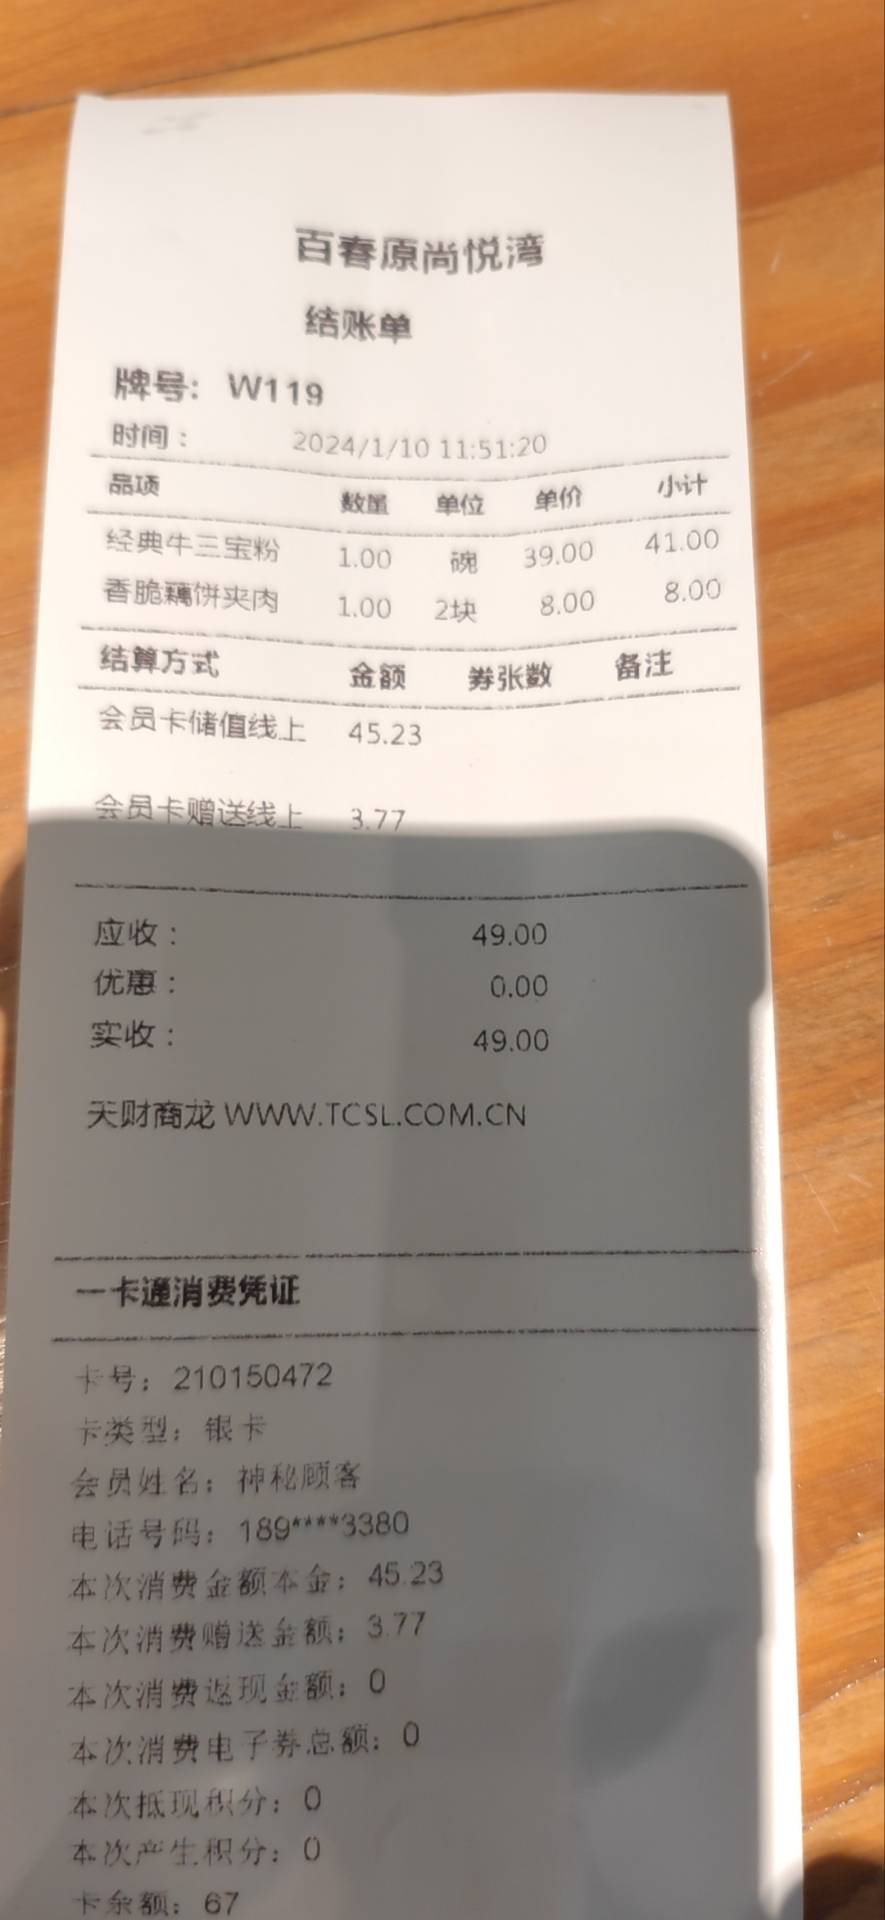 百春原尚悦湾
结账单
牌号: W119
时间: 2024/1/10 11:51:20
品项 数量 单位 单价 小计
经典牛三宝粉 1.00 碗 39.00 41.00
香脆藕饼夹肉 1.00 2块 8.00 8.00
结算方式 金额 券张数 备注
会员卡储值线上 45.23
会员卡赠送线上 3.77
应收: 49.00
优惠: 0.00
实收: 49.00
天财商龙 WWW.TCSL.COM.CN
一卡通消费凭证
卡号: 210150472
卡类型: 银卡
会员姓名: 神秘顾客
电话号码: 189****3380
本次消费金额本金: 45.23
本次消费赠送金额: 3.77
本次消费返现金额: 0
本次消费电子券总额: 0
本次抵现积分: 0
本次产生积分: 0
卡余额: 67